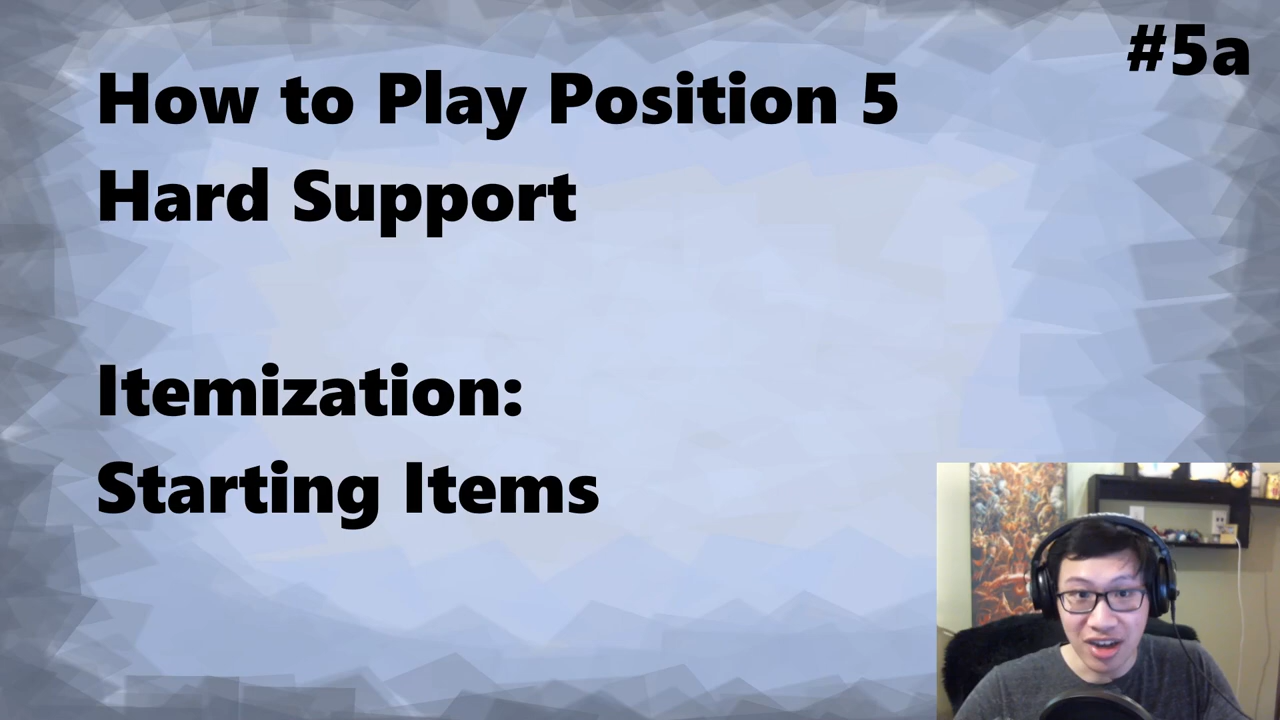 #5a
How to Play Position 5
Hard Support
Itemization:
Starting Items